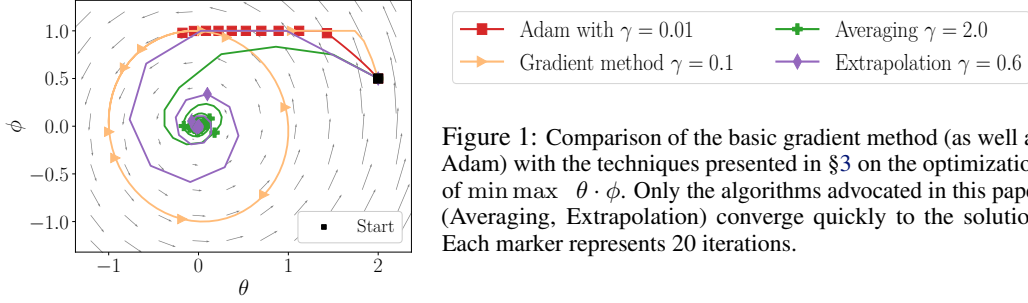 1.0
0.5
0.0
−0.5
−1.0
ϕ
−1
0
1
2
θ
Start
Adam with γ = 0.01
Gradient method γ = 0.1
Averaging γ = 2.0
Extrapolation γ = 0.6
Figure 1: Comparison of the basic gradient method (as well a
Adam) with the techniques presented in §3 on the optimization
of min max θ · ϕ. Only the algorithms advocated in this pape
(Averaging, Extrapolation) converge quickly to the solution
Each marker represents 20 iterations.